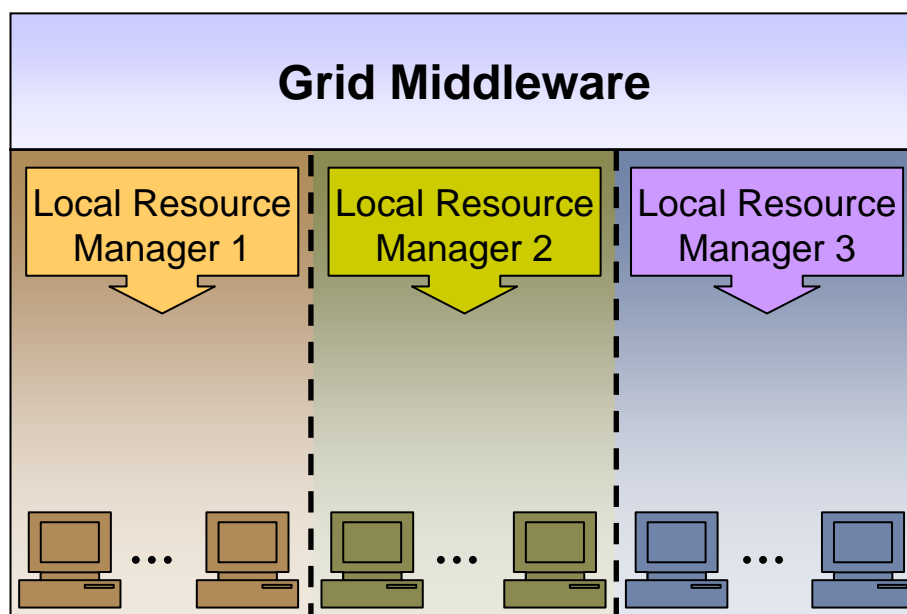 Grid Middleware
Local Resource
Manager 1
Local Resource
Manager 2
Local Resource
Manager 3
...
...
...